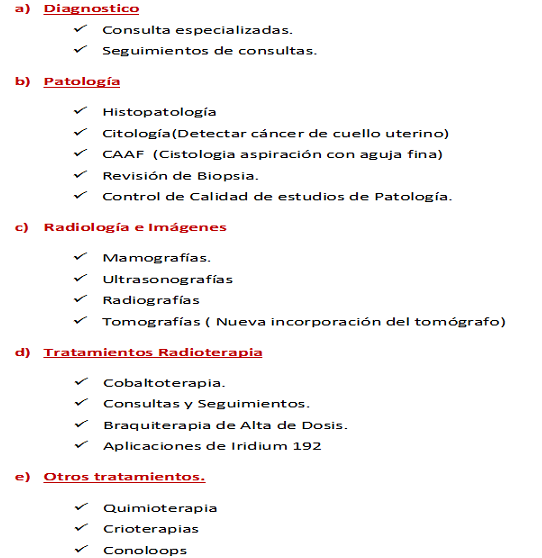 a) Diagnostico
✓ Consulta especializadas.
✓ Seguimientos de consultas.
b) Patología
✓ Histopatología
✓ Citología(Detectar cáncer de cuello uterino)
✓ CAAF (Cistologia aspiración con aguja fina)
✓ Revisión de Biopsia.
✓ Control de Calidad de estudios de Patología.
c) Radiología e Imágenes
✓ Mamografías.
✓ Ultrasonografías
✓ Radiografías
✓ Tomografías ( Nueva incorporación del tomógrafo)
d) Tratamientos Radioterapia
✓ Cobaltoterapia.
✓ Consultas y Seguimientos.
✓ Braquiterapia de Alta de Dosis.
✓ Aplicaciones de Iridium 192
e) Otros tratamientos.
✓ Quimioterapia
✓ Crioterapias
✓ Conoloops